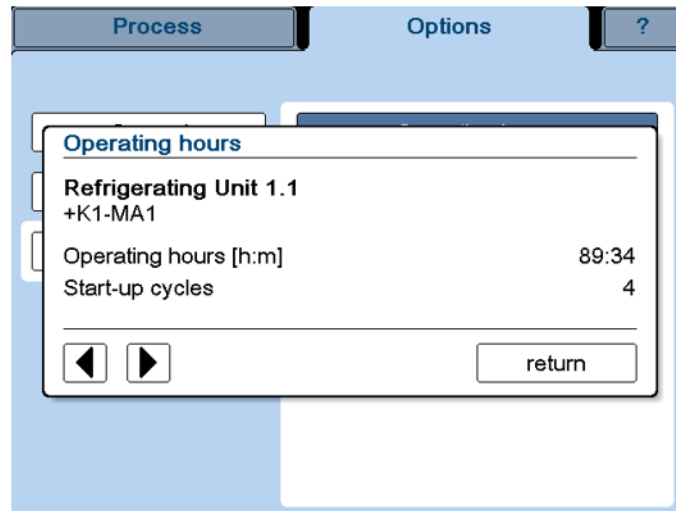 Process Options ?
Operating hours
Refrigerating Unit 1.1
+K1-MA1
Operating hours [h:m] 89:34
Start-up cycles 4
return